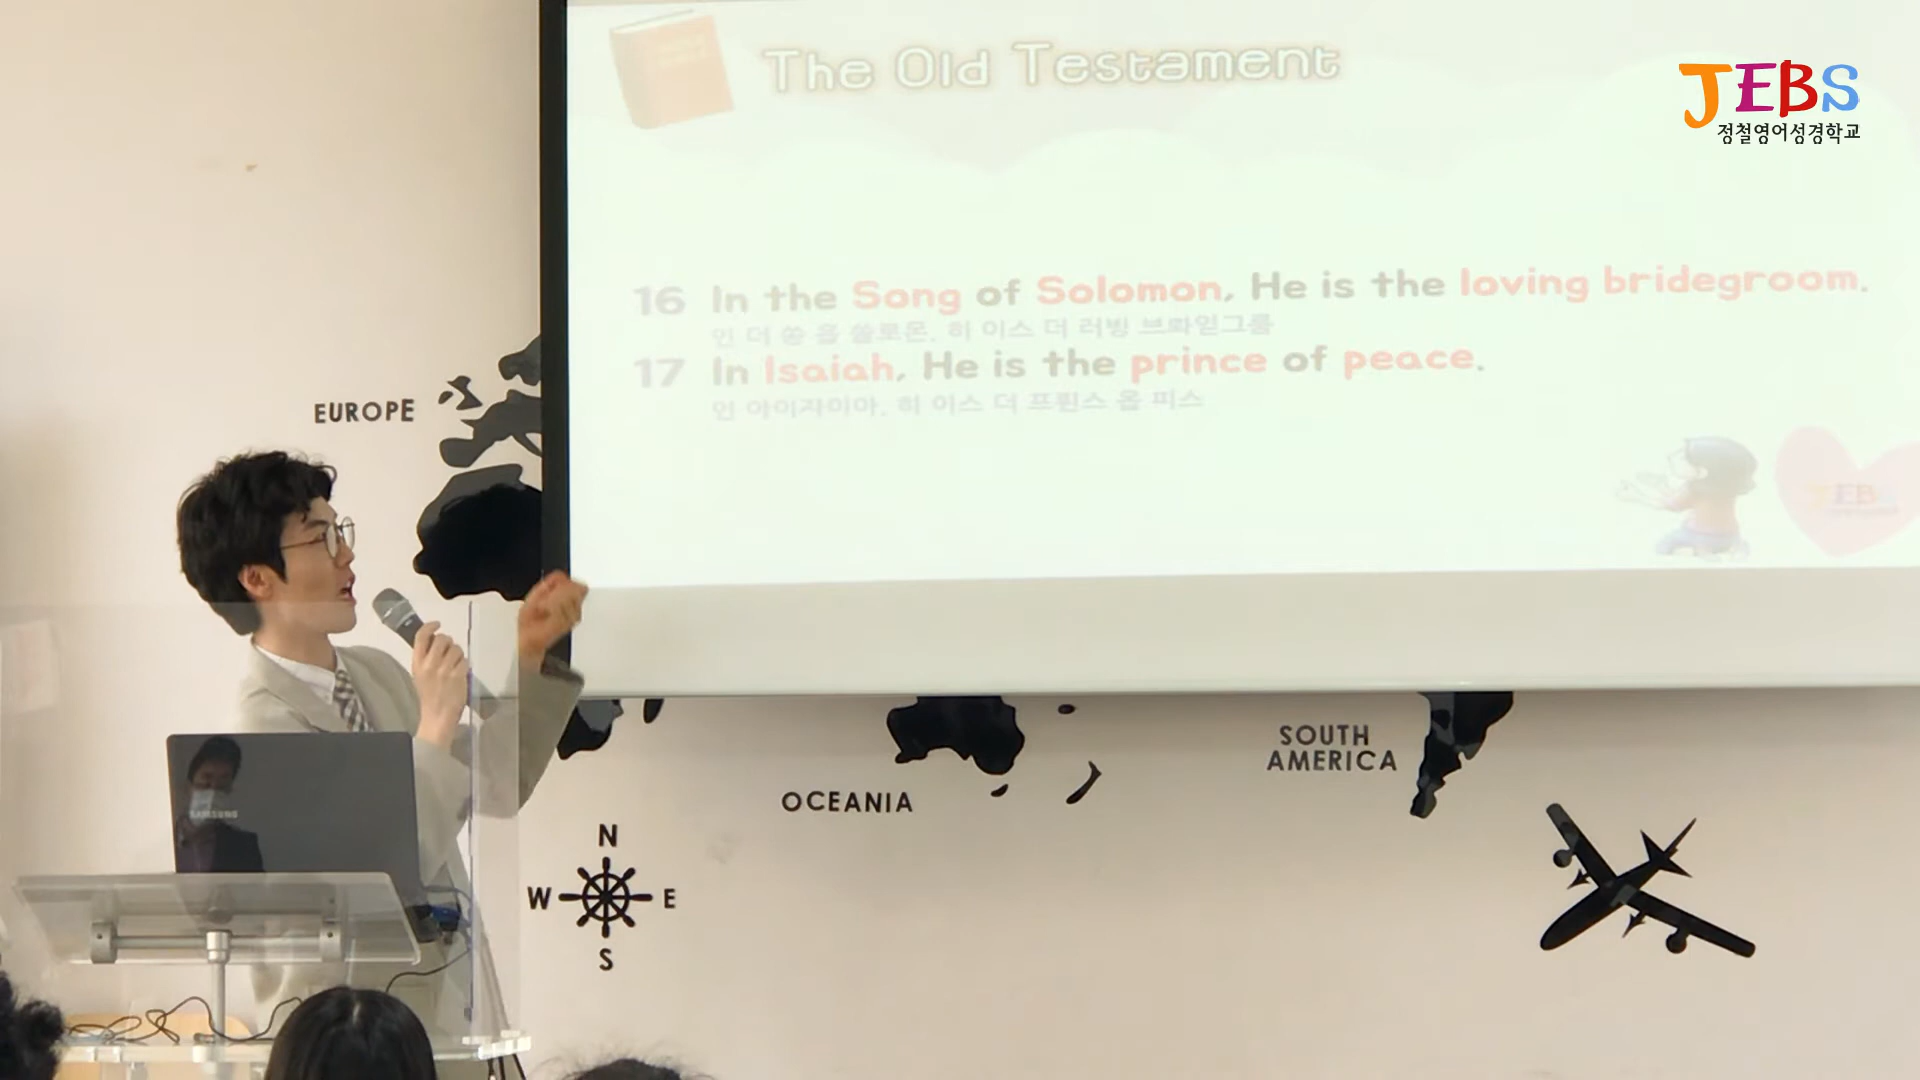 The Old Testament
JEBS
정철영어성경학교
16 In the Song of Solomon, He is the loving bridegroom.
인 더 쏭 옵 쏠로몬, 히 이스 더 러빙 브롸읻그룸
17 In Isaiah, He is the prince of peace.
인 아이자이아, 히 이스 더 프륀스 옵 피스
EUROPE
JEBS
SOUTH
AMERICA
OCEANIA
SAMSUNG
N
W E
S